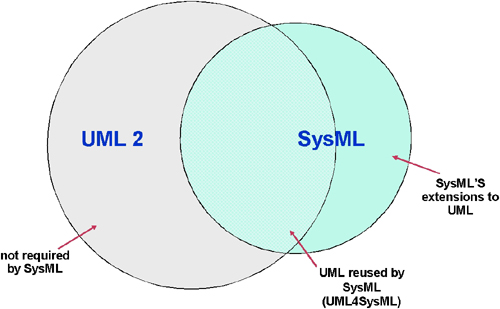 UML 2
SysML
SysML'S
extensions to
UML
not required
by SysML
UML reused by
SysML
(UML4SysML)